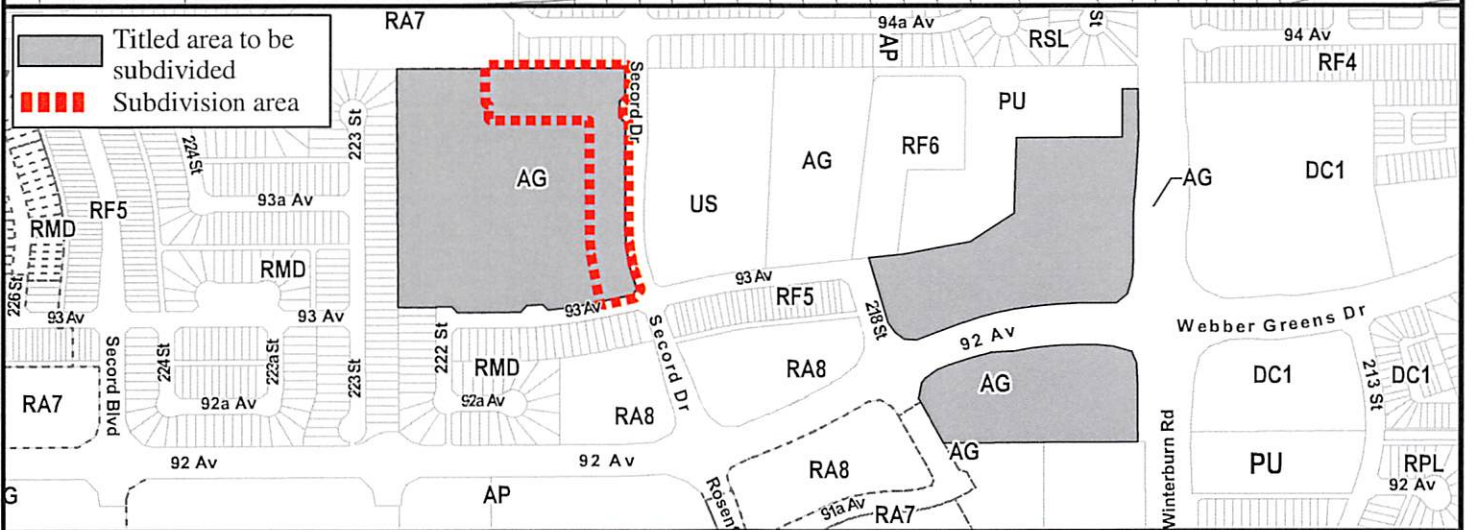 RA7
94a Av
AP
RSL
St
94 Av
RF4
Titled area to be
subdivided
Subdivision area
Secord Dr
223 St
224 St
PU
RF6
AG
AG
AG
DC1
93a Av
RF5
RMD
US
RMD
226 St
93 Av
RF5
218 St
93 Av
93 Av
93 Av
Webber Greens Dr
92 Av
Secord Blvd
224 St
222a St
223 St
222 St
RMD
Secord Dr
RA8
AG
DC1
213 St
DC1
RA7
92a Av
92a Av
RA8
Winterburn Rd
92 Av
92 Av
RA8
AG
PU
RPL
92 Av
G
AP
Rosen
91a Av
RA7